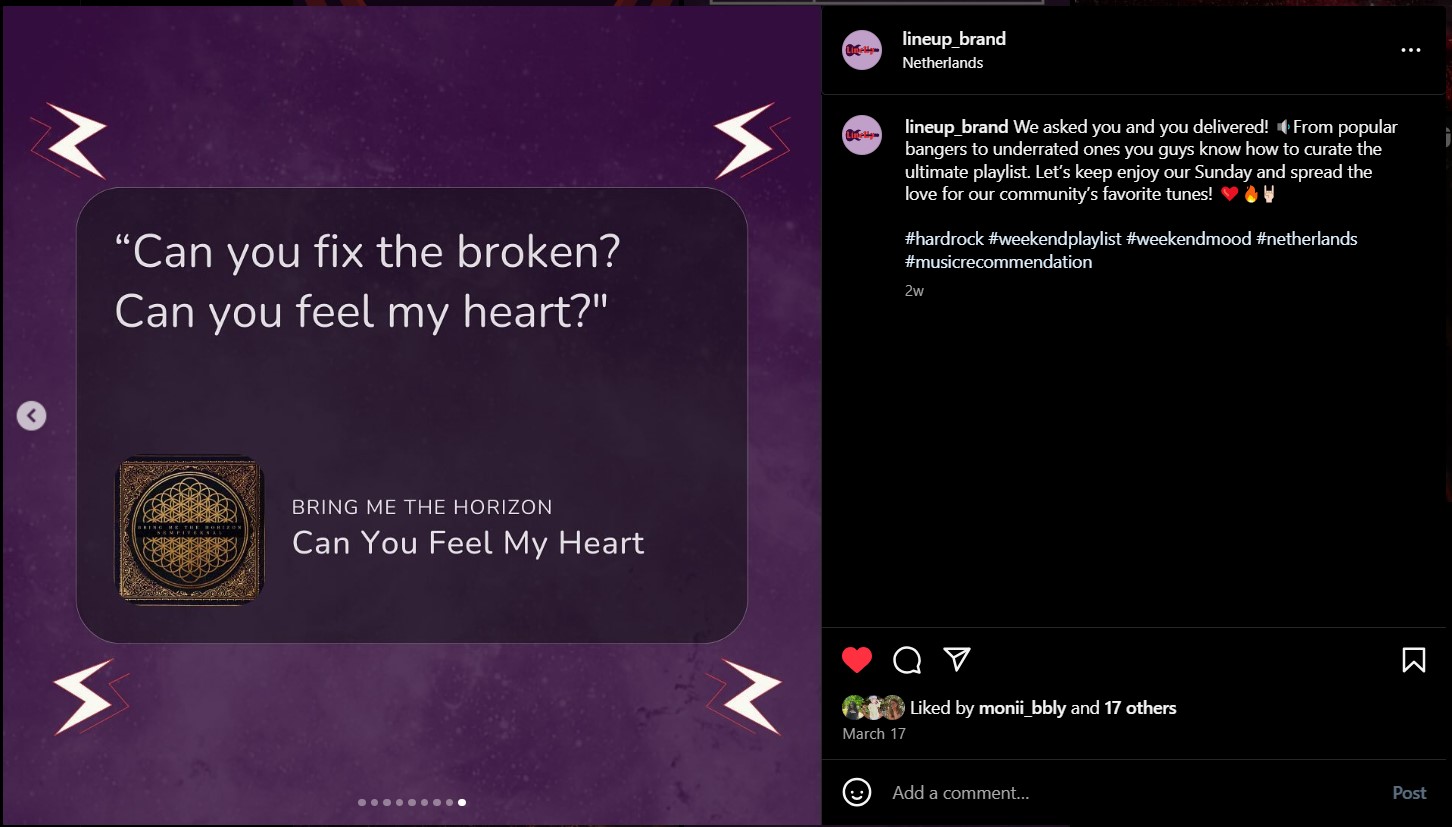 “Can you fix the broken?
Can you feel my heart?"
BRING ME THE HORIZON
SEMPITERNAL
BRING ME THE HORIZON
Can You Feel My Heart
lineup_brand
Netherlands
lineup_brand We asked you and you delivered! 🔈From popular
bangers to underrated ones you guys know how to curate the
ultimate playlist. Let’s keep enjoy our Sunday and spread the
love for our community’s favorite tunes! ❤️🔥🤘🏻
#hardrock #weekendplaylist #weekendmood #netherlands
#musicrecommendation
2w
Liked by monii_bbly and 17 others
March 17
Add a comment...
Post